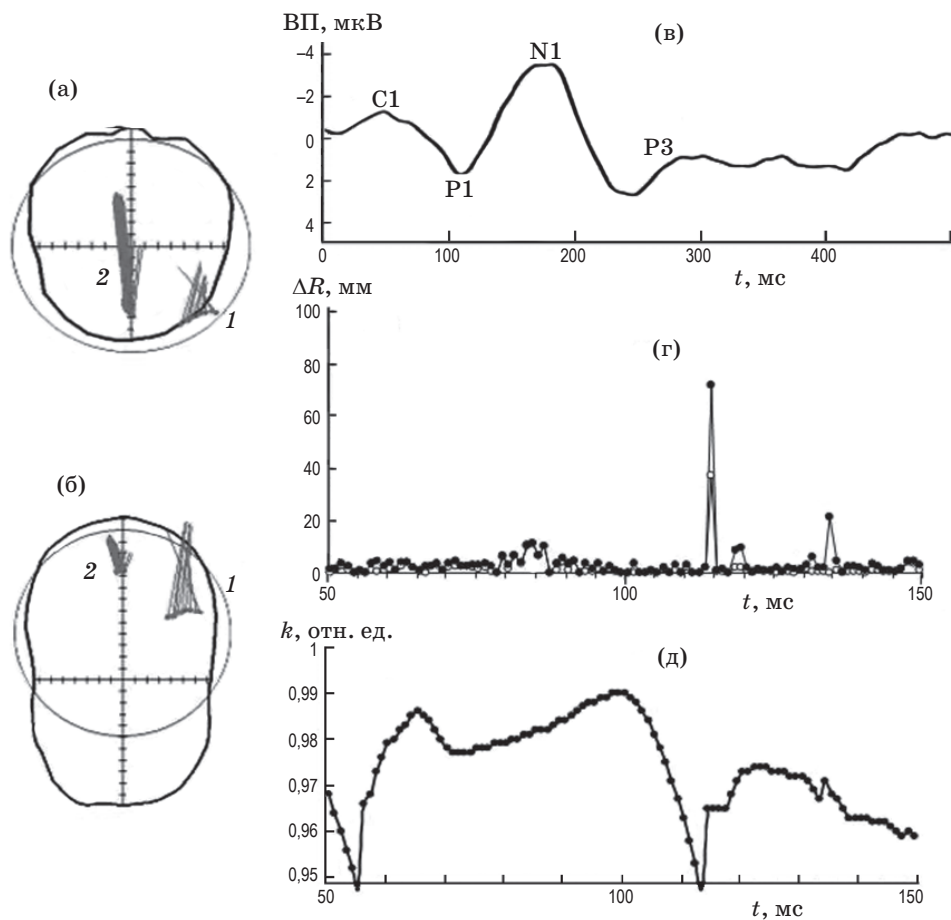 ВП, мкВ
(в)
(а)
–4
–2
0
2
4
C1
P1
N1
P3
0
100
200
300
400
t, мс
2
1
ΔR, мм
(г)
100
80
60
40
20
0
50
100
150
t, мс
(б)
2
1
k, отн. ед.
(д)
1
0,99
0,98
0,97
0,96
0,95
50
100
150
t, мс